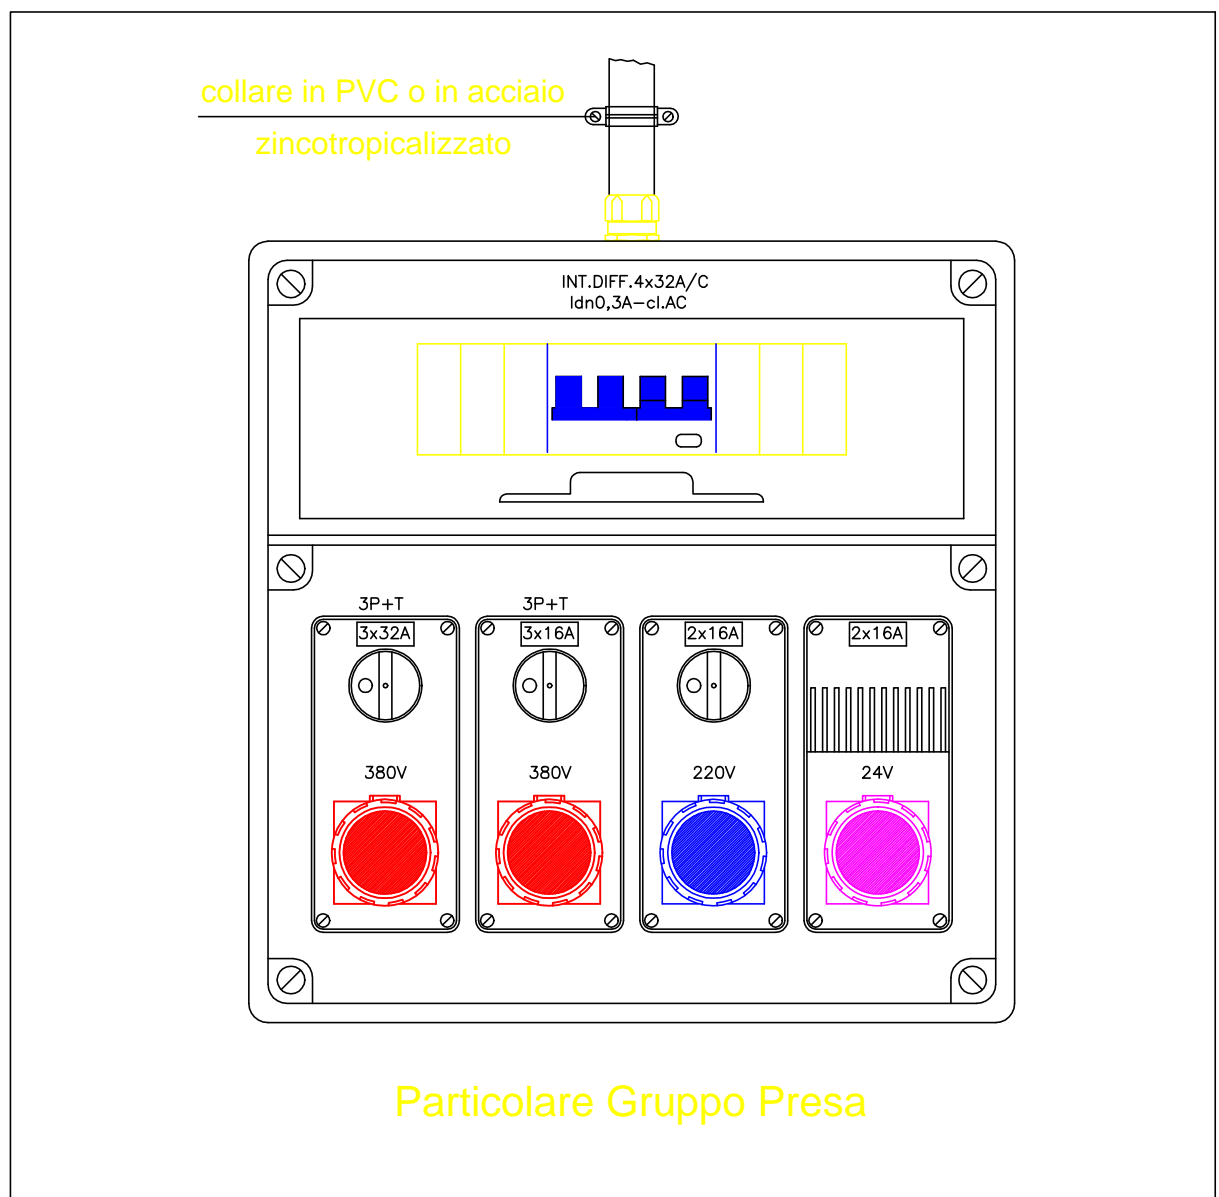 collare in PVC o in acciaio
zincotropicalizzato
INT.DIFF.4x32A/C
Idn0,3A-cl.AC
3P+T
3P+T
3x32A
3x16A
2x16A
2x16A
380V
380V
220V
24V
Particolare Gruppo Presa